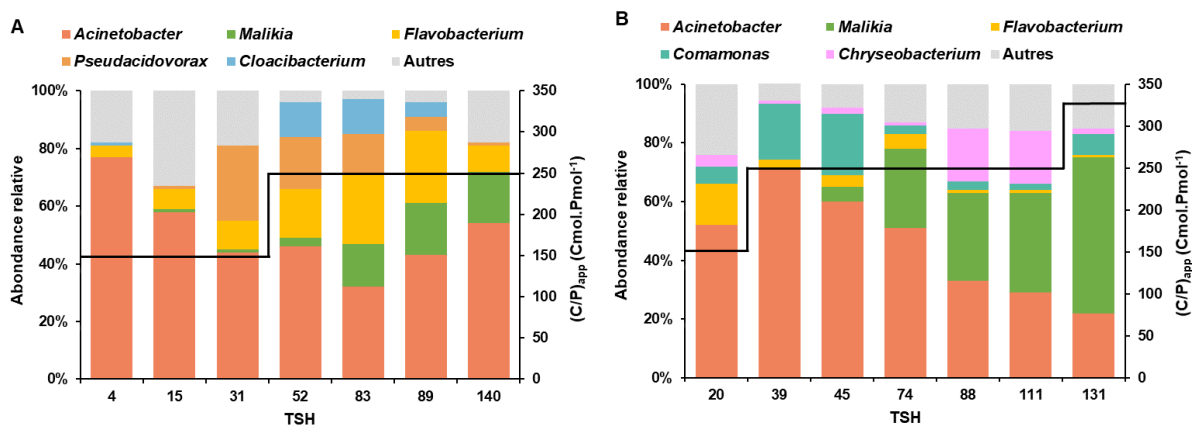 A
Acinetobacter Malikia Flavobacterium
Pseudacidovorax Cloacibacterium Autres
100%
80%
60%
40%
20%
0%
Abondance relative
350
300
250
200
150
100
50
0
(C/P)app (Cmol.Pmol-1)
4 15 31 52 83 89 140
TSH
B
Acinetobacter Malikia Flavobacterium
Comamonas Chryseobacterium Autres
100%
80%
60%
40%
20%
0%
Abondance relative
350
300
250
200
150
100
50
0
(C/P)app (Cmol.Pmol-1)
20 39 45 74 88 111 131
TSH